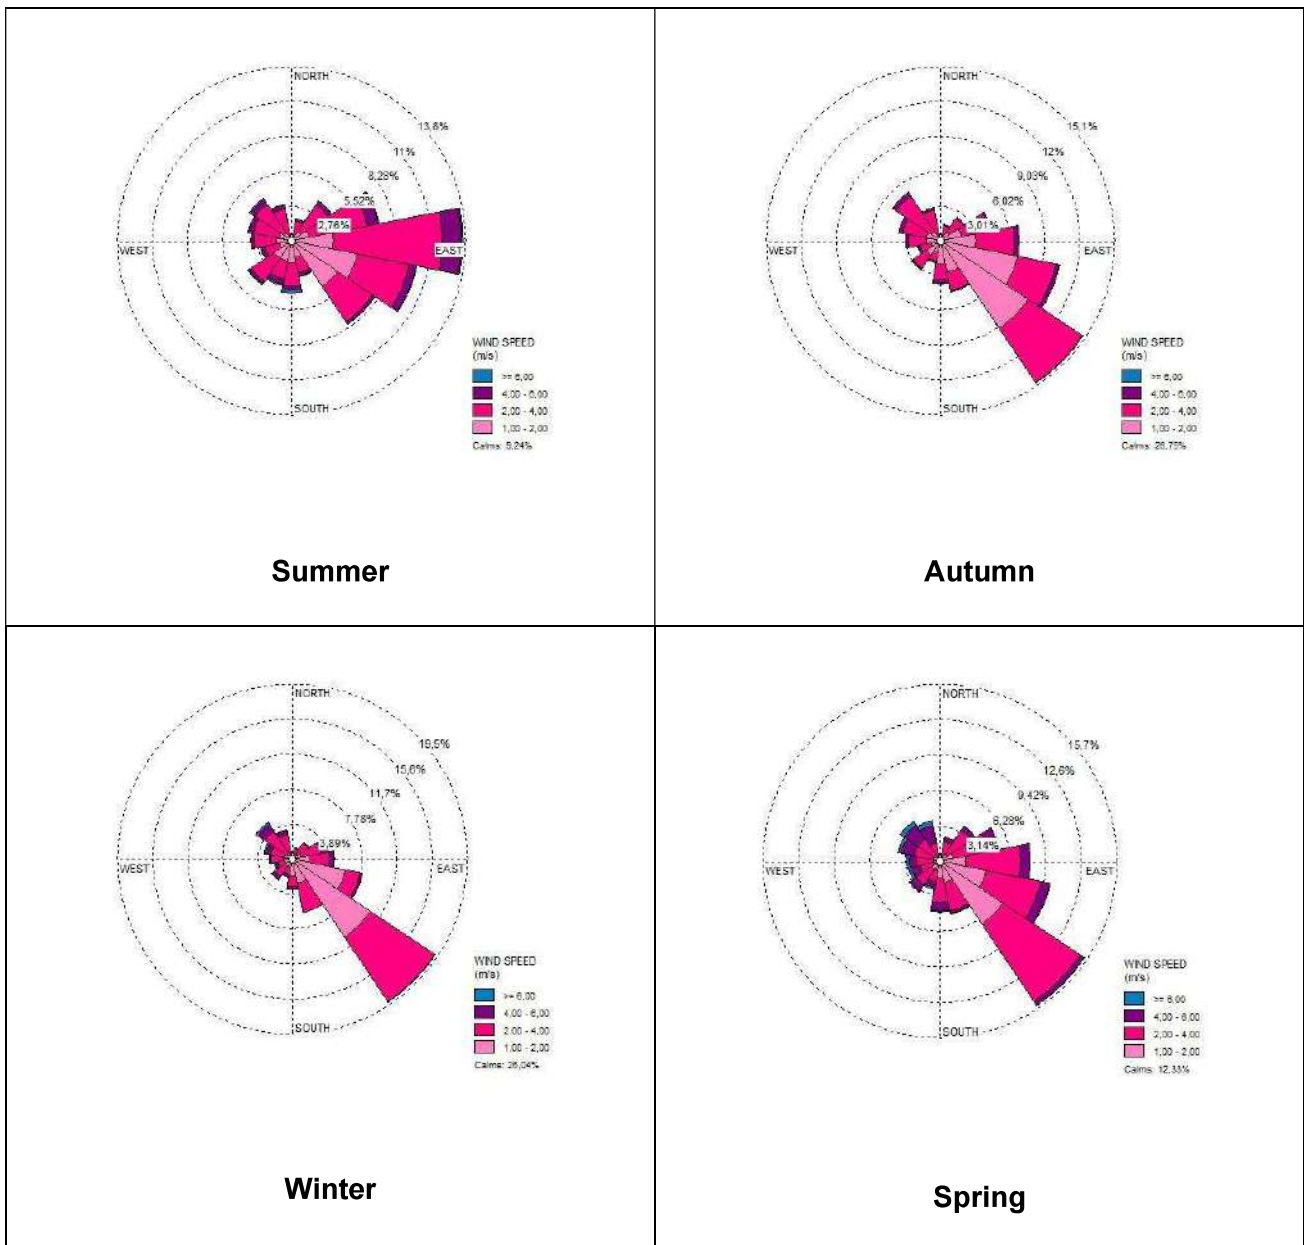 NORTH
13,8%
11%
8,28%
5,52%
2,76%
WEST
EAST
SOUTH
WIND SPEED
(m/s)
>= 6,00
4,00 - 6,00
2,00 - 4,00
1,00 - 2,00
Calms: 5,24%
Summer
NORTH
15,1%
12%
9,03%
6,02%
3,01%
WEST
EAST
SOUTH
WIND SPEED
(m/s)
>= 6,00
4,00 - 6,00
2,00 - 4,00
1,00 - 2,00
Calms: 26,75%
Autumn
NORTH
19,5%
15,6%
11,7%
7,78%
3,89%
WEST
EAST
SOUTH
WIND SPEED
(m/s)
>= 6,00
4,00 - 6,00
2,00 - 4,00
1,00 - 2,00
Calms: 26,04%
Winter
NORTH
15,7%
12,6%
9,42%
6,28%
3,14%
WEST
EAST
SOUTH
WIND SPEED
(m/s)
>= 6,00
4,00 - 6,00
2,00 - 4,00
1,00 - 2,00
Calms: 12,33%
Spring